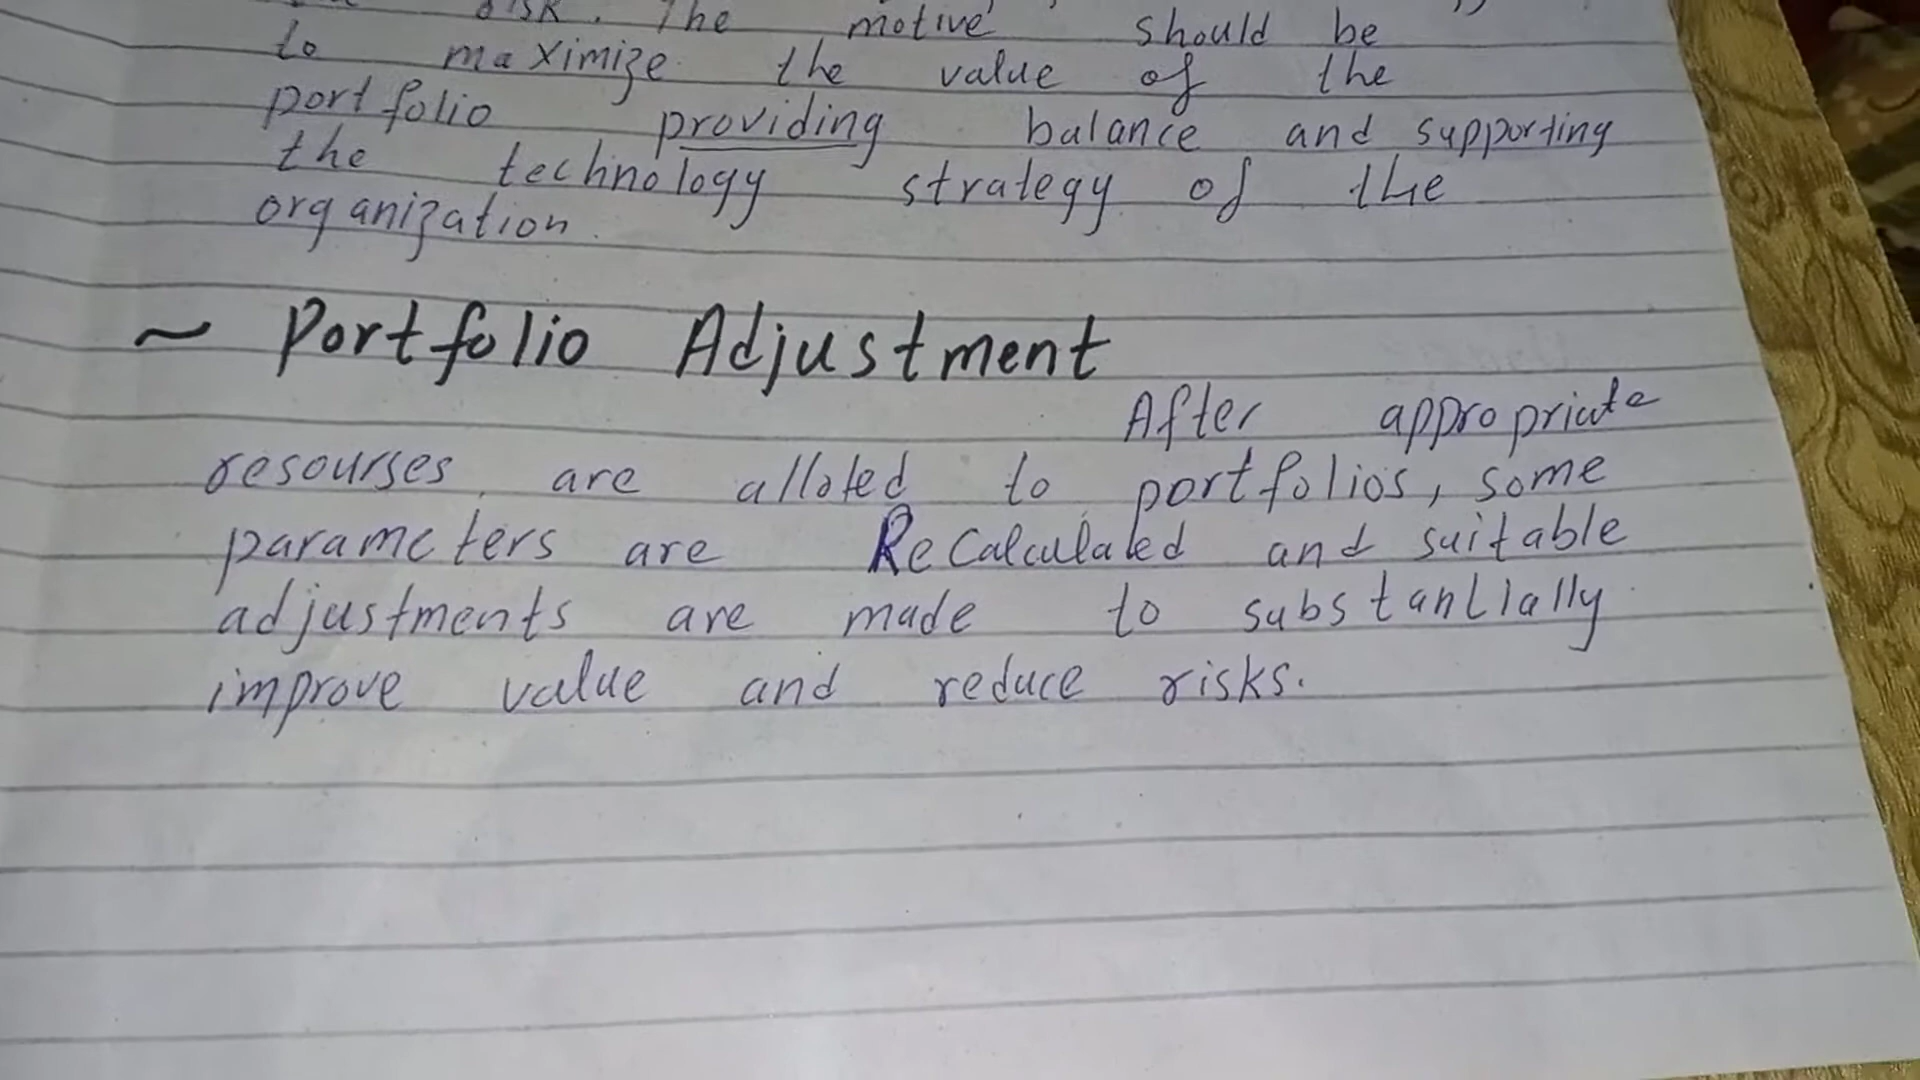 risk. The motive should be
to maximize the value of the
portfolio providing balance and supporting
the technology strategy of the
organization.
~ Portfolio Adjustment
After appropriate
resourses are alloted to portfolios, some
parameters are ReCalculated and suitable
adjustments are made to substantially
improve value and reduce risks.